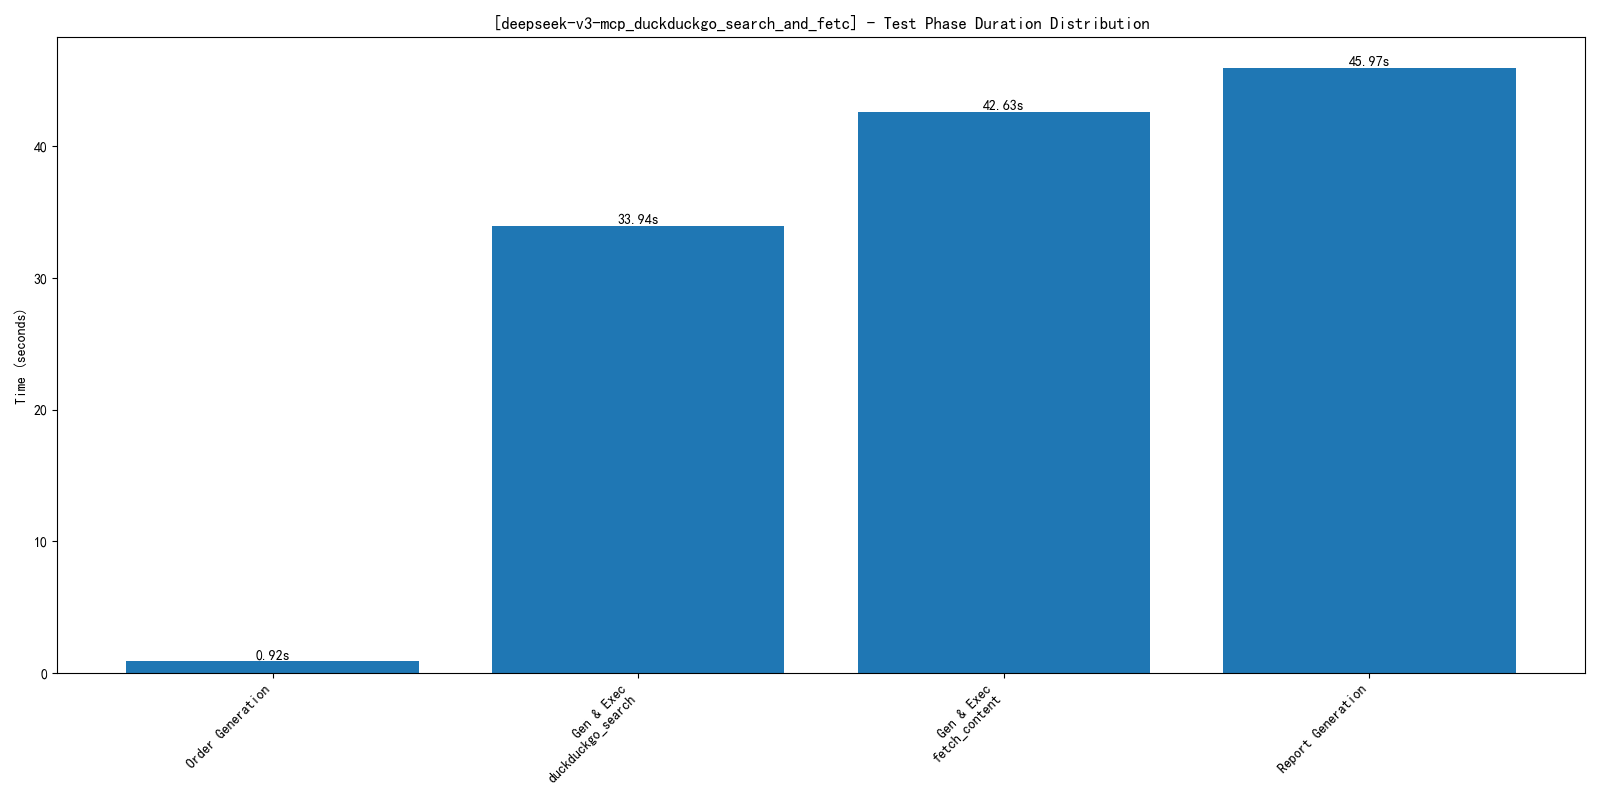 [deepseek-v3-mcp_duckduckgo_search_and_fetc] - Test Phase Duration Distribution
Time (seconds)
40
30
20
10
0
0.92s
33.94s
42.63s
45.97s
Order Generation
Gen & Exec
duckduckgo_search
Gen & Exec
fetch_content
Report Generation